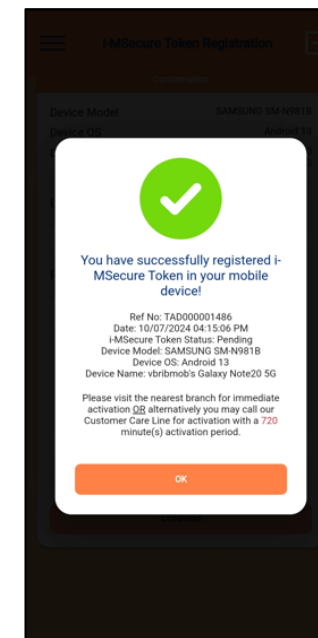 i-MSecure Token Registration
Confirmation
Device Model SAMSUNG SM-N981B
Device OS Android 13
You have successfully registered i-
MSecure Token in your mobile
device!
Ref No: TAD000001486
Date: 10/07/2024 04:15:06 PM
i-MSecure Token Status: Pending
Device Model: SAMSUNG SM-N981B
Device OS: Android 13
Device Name: vbribmob's Galaxy Note20 5G
Please visit the nearest branch for immediate
activation OR alternatively you may call our
Customer Care Line for activation with a 720
minute(s) activation period.
OK